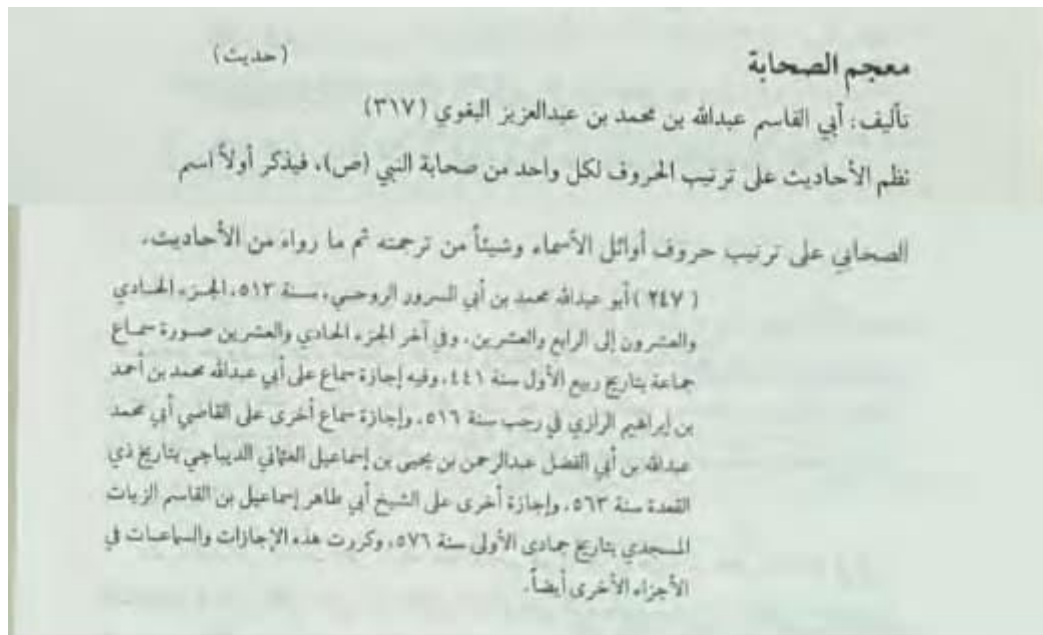 معجم الصحابة (حديث)
تأليف: أبي القاسم عبدالله بن محمد بن عبدالعزيز البغوي (٣١٧)
نظم الأحاديث على ترتيب الحروف لكل واحد من صحابة النبي (ص)، فيذكر أولاً اسم
الصحابي على ترتيب حروف أوائل الأسماء وشيئاً من ترجمته ثم ما رواه من الأحاديث.
( ٢٤٧ ) أبو عبدالله محمد بن أبي السرور الروحسي، سنة ٥١٣، الجزء الحادي
والعشرون إلى الرابع والعشرين، وفي آخر الجزء الحادي والعشرين صورة سماع
جماعة بتاريخ ربيع الأول سنة ٤٤١، وفيه إجازة سماع على أبي عبدالله محمد بن أحمد
بن إبراهيم الرازي في رجب سنة ٥١٦، وإجازة سماع أخرى على القاضي أبي محمد
عبدالله بن أبي الفضل عبدالرحمن بن يحيى بن إسماعيل العثماني الديباجي بتاريخ ذي
القعدة سنة ٥٦٣، وإجازة أخرى على الشيخ أبي طاهر إسماعيل بن القاسم الزيات
المسجدي بتاريخ جمادى الأولى سنة ٥٧٦، وكررت هذه الإجازات والسماعات في
الأجزاء الأخرى أيضاً.